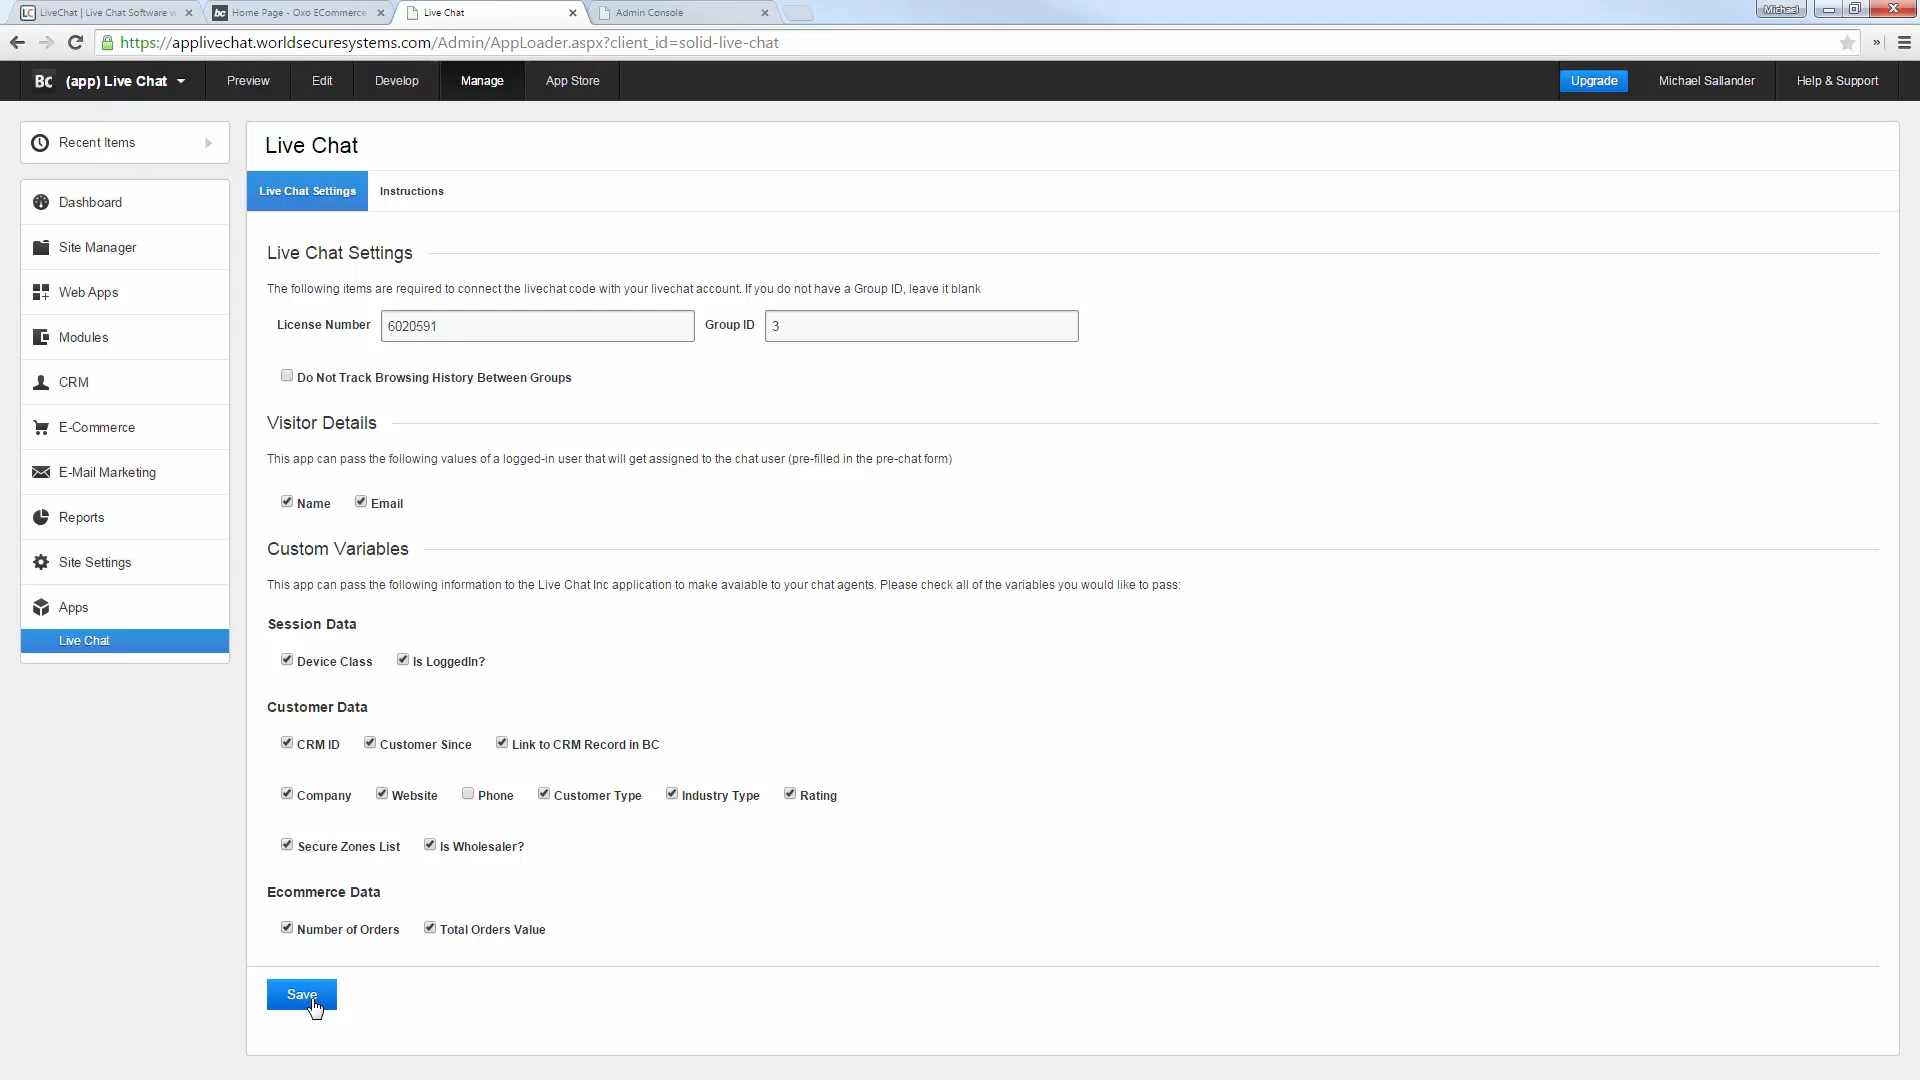 LC LiveChat | Live Chat Software w
bc Home Page - Oxo ECommerce
Live Chat
Admin Console
Michael
https://applivechat.worldsecuresystems.com/Admin/AppLoader.aspx?client_id=solid-live-chat
Bc (app) Live Chat Preview Edit Develop Manage App Store Upgrade Michael Sallander Help & Support
Recent Items
Dashboard
Site Manager
Web Apps
Modules
CRM
E-Commerce
E-Mail Marketing
Reports
Site Settings
Apps
Live Chat
Live Chat
Live Chat Settings Instructions
Live Chat Settings
The following items are required to connect the livechat code with your livechat account. If you do not have a Group ID, leave it blank
License Number 6020591 Group ID 3
Do Not Track Browsing History Between Groups
Visitor Details
This app can pass the following values of a logged-in user that will get assigned to the chat user (pre-filled in the pre-chat form)
Name Email
Custom Variables
This app can pass the following information to the Live Chat Inc application to make avaiable to your chat agents. Please check all of the variables you would like to pass:
Session Data
Device Class Is LoggedIn?
Customer Data
CRM ID Customer Since Link to CRM Record in BC
Company Website Phone Customer Type Industry Type Rating
Secure Zones List Is Wholesaler?
Ecommerce Data
Number of Orders Total Orders Value
Save